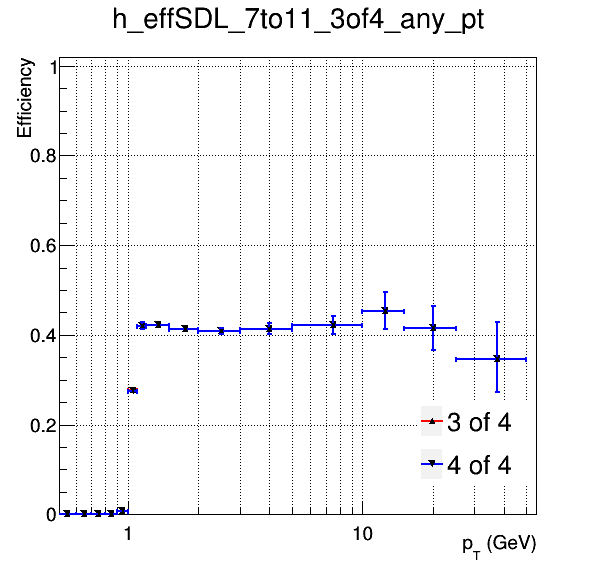 h_effSDL_7to11_3of4_any_pt
Efficiency
1
0.8
0.6
0.4
0.2
0
3 of 4
4 of 4
1
10
p_T (GeV)